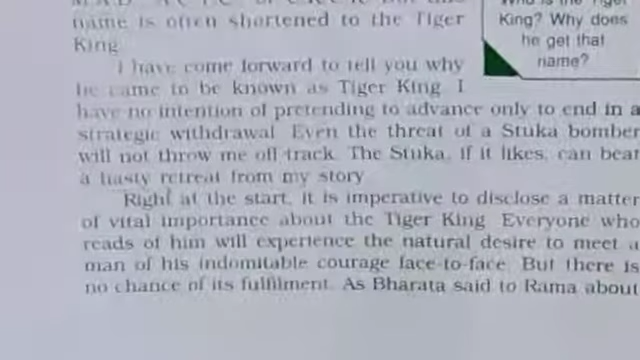 name is often shortened to the Tiger
King.
I have come forward to tell you why
he came to be known as Tiger King. I
have no intention of pretending to advance only to end in a
strategic withdrawal. Even the threat of a Stuka bomber
will not throw me off track. The Stuka, if it likes, can beat
a hasty retreat from my story.
Right at the start, it is imperative to disclose a matter
of vital importance about the Tiger King. Everyone who
reads of him will experience the natural desire to meet a
man of his indomitable courage face-to-face. But there is
no chance of its fulfilment. As Bharata said to Rama about
Who is the Tiger
King? Why does
he get that
name?